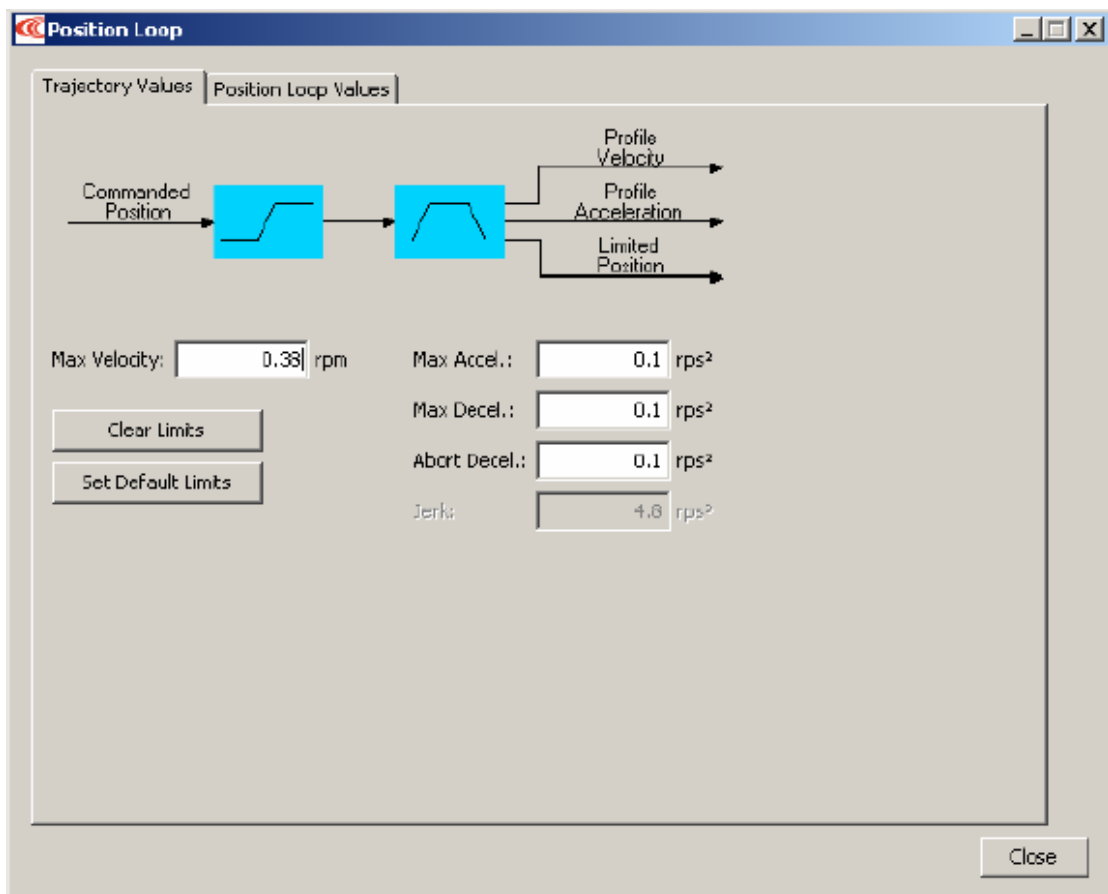 Position Loop
Trajectory Values
Position Loop Values
Profile
Velocity
Commanded
Position
Profile
Acceleration
Limited
Position
Max Velocity: 0.38 rpm
Max Accel.: 0.1 rps²
Max Decel.: 0.1 rps²
Clear Limits
Abort Decel.: 0.1 rps²
Set Default Limits
Jerk: 4.8 rps³
Close